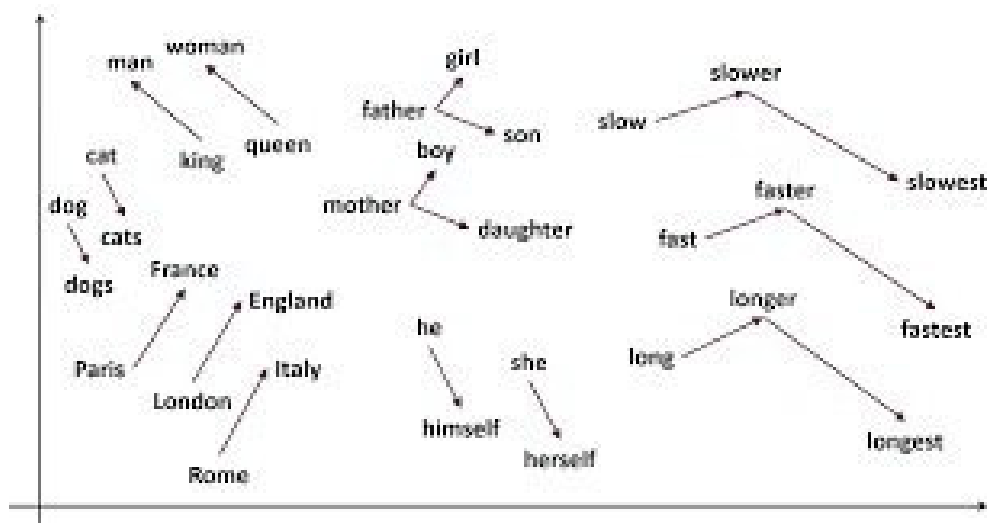 man
woman
king
queen
cat
cats
dog
dogs
France
Paris
England
London
Italy
Rome
girl
father
son
boy
mother
daughter
he
himself
she
herself
slower
slow
slowest
faster
fast
fastest
longer
long
longest